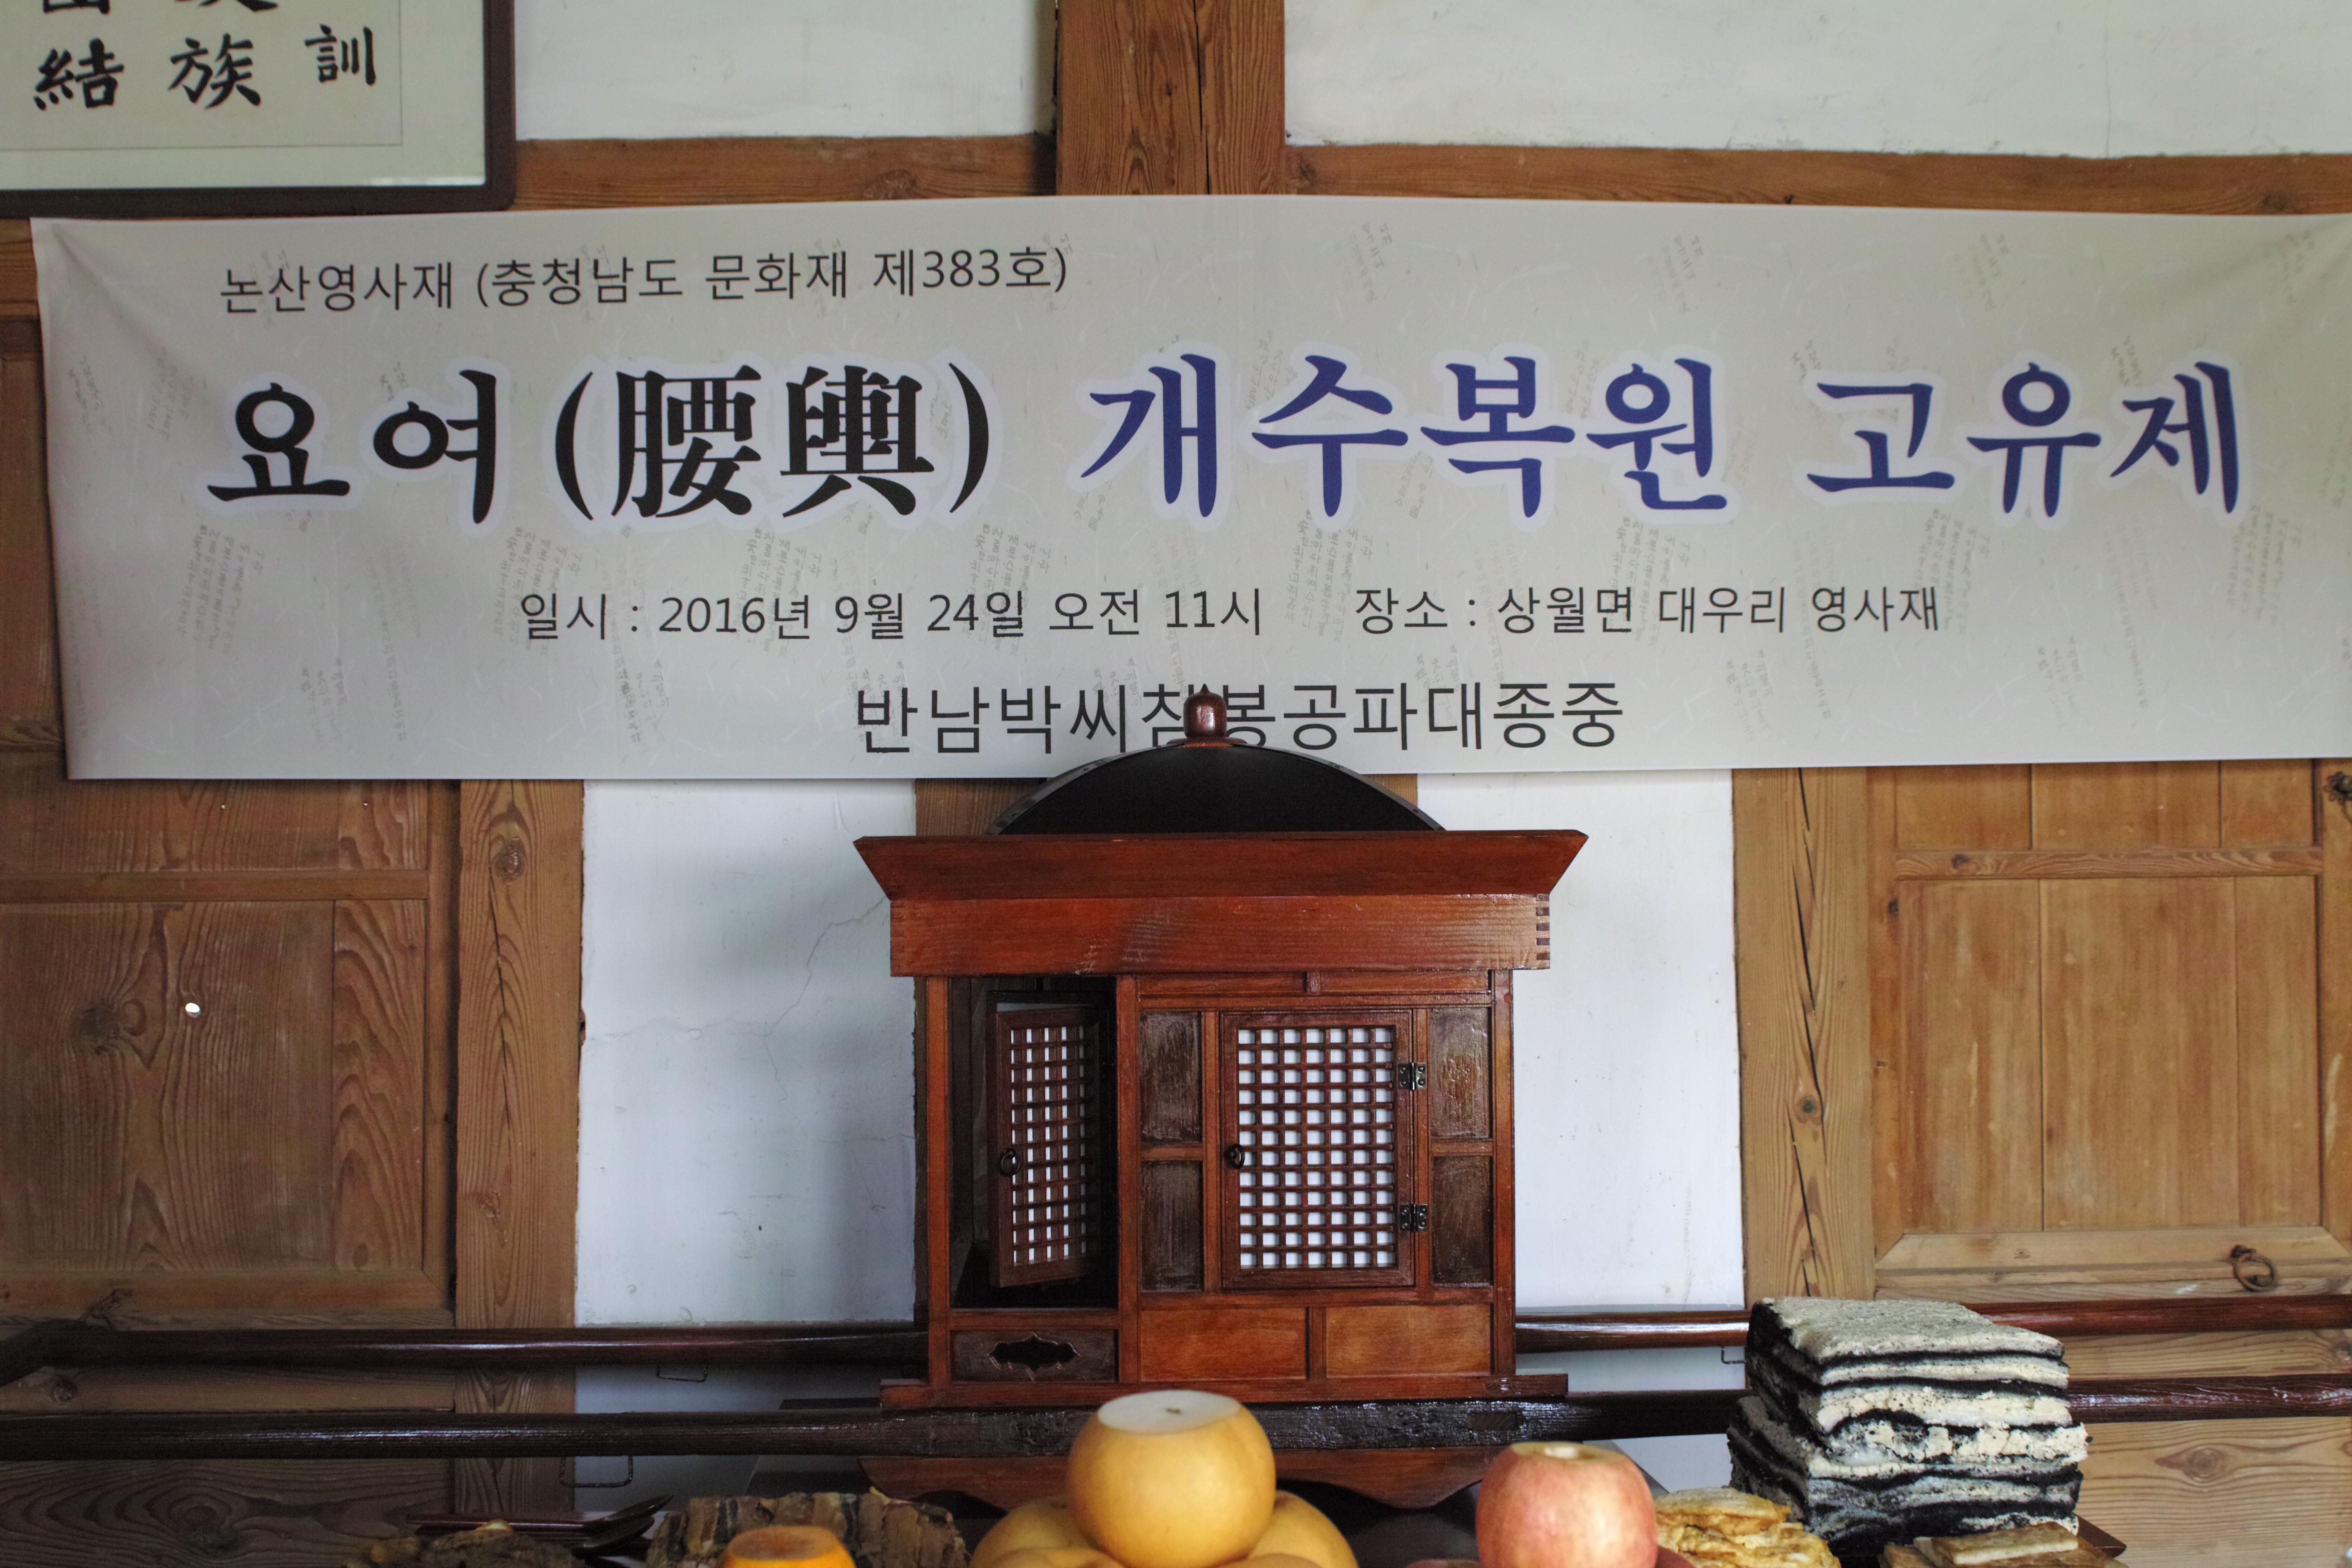 訓
族
結
논산영사재 (충청남도 문화재 제383호)
요여(腰輿) 개수복원 고유제
일시 : 2016년 9월 24일 오전 11시 장소 : 상월면 대우리 영사재
반남박씨참봉공파대종중